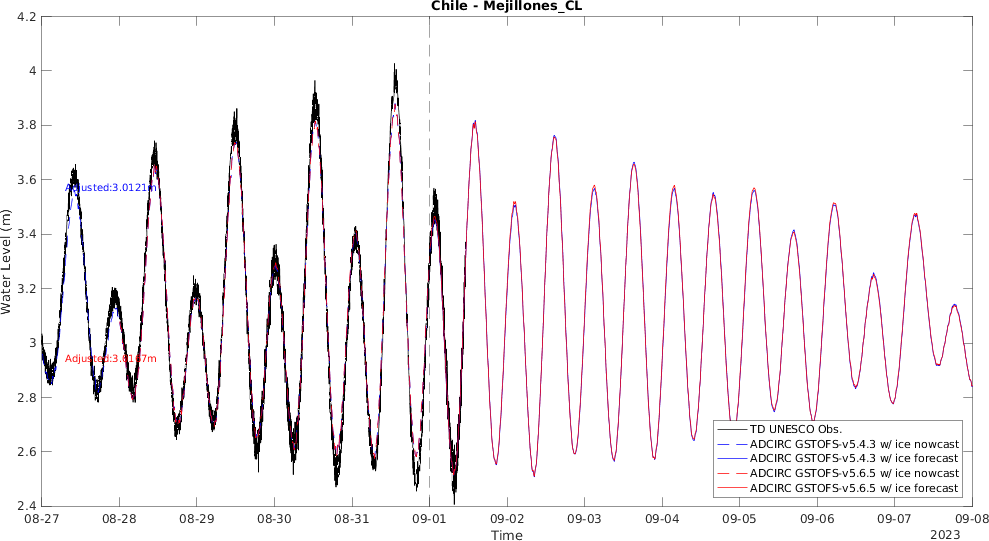 Chile - Mejillones_CL
4.2
4
3.8
3.6
3.4
3.2
3
2.8
2.6
2.4
Water Level (m)
Adjusted:3.0121m
Adjusted:3.0167m
TD UNESCO Obs.
ADCIRC GSTOFS-v5.4.3 w/ ice nowcast
ADCIRC GSTOFS-v5.4.3 w/ ice forecast
ADCIRC GSTOFS-v5.6.5 w/ ice nowcast
ADCIRC GSTOFS-v5.6.5 w/ ice forecast
08-27 08-28 08-29 08-30 08-31 09-01 09-02 09-03 09-04 09-05 09-06 09-07 09-08
Time
2023